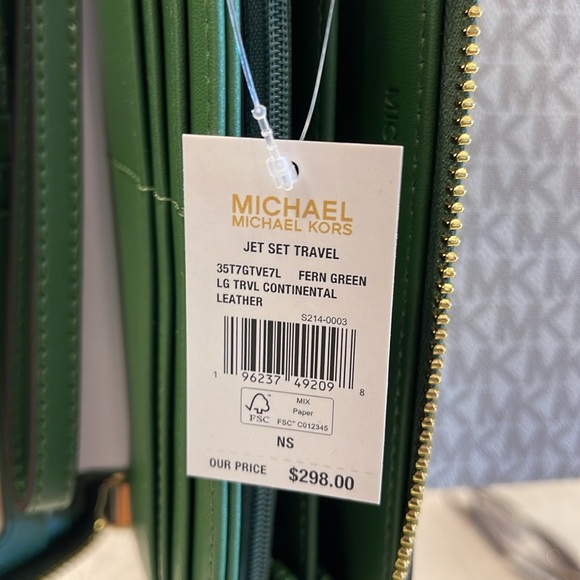 MICHAEL
MICHAEL KORS
JET SET TRAVEL
35T7GTVE7L FERN GREEN
LG TRVL CONTINENTAL
LEATHER
S214-0003
1 96237 49209 8
FSC
MIX
Paper
FSC™ C012345
NS
OUR PRICE $298.00